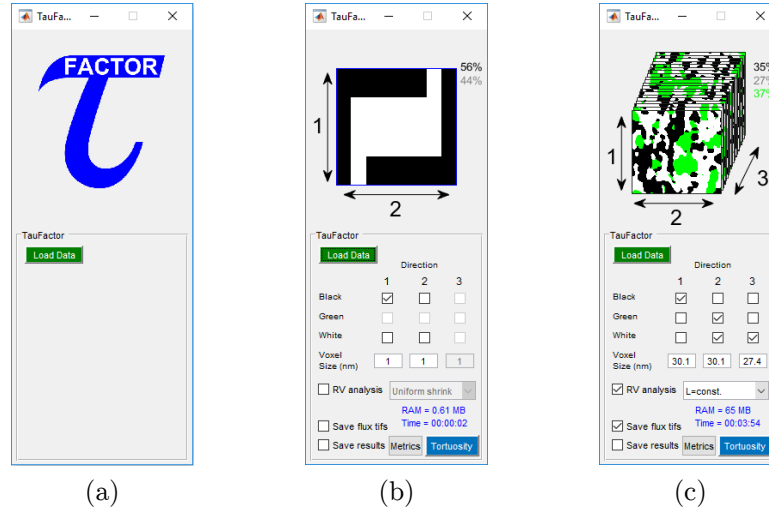 TauFa...
FACTOR
TauFactor
Load Data
(a)
TauFa...
56%
44%
1
2
TauFactor
Load Data
Direction
1 2 3
Black
Green
White
Voxel Size (nm) 1 1 1
RV analysis Uniform shrink
RAM = 0.61 MB
Save flux tifs Time = 00:00:02
Save results Metrics Tortuosity
(b)
TauFa...
35%
27%
37%
1
2
3
TauFactor
Load Data
Direction
1 2 3
Black
Green
White
Voxel Size (nm) 30.1 30.1 27.4
RV analysis L=const.
RAM = 65 MB
Save flux tifs Time = 00:03:54
Save results Metrics Tortuosity
(c)